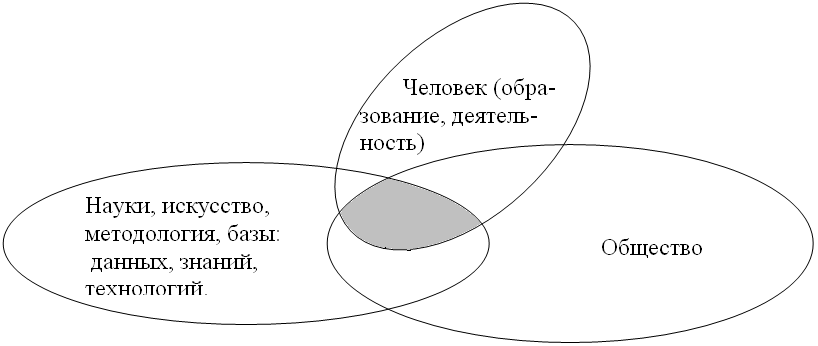 Человек (обра-
зование, деятель-
ность)
Науки, искусство,
методология, базы:
данных, знаний,
технологий.
Общество